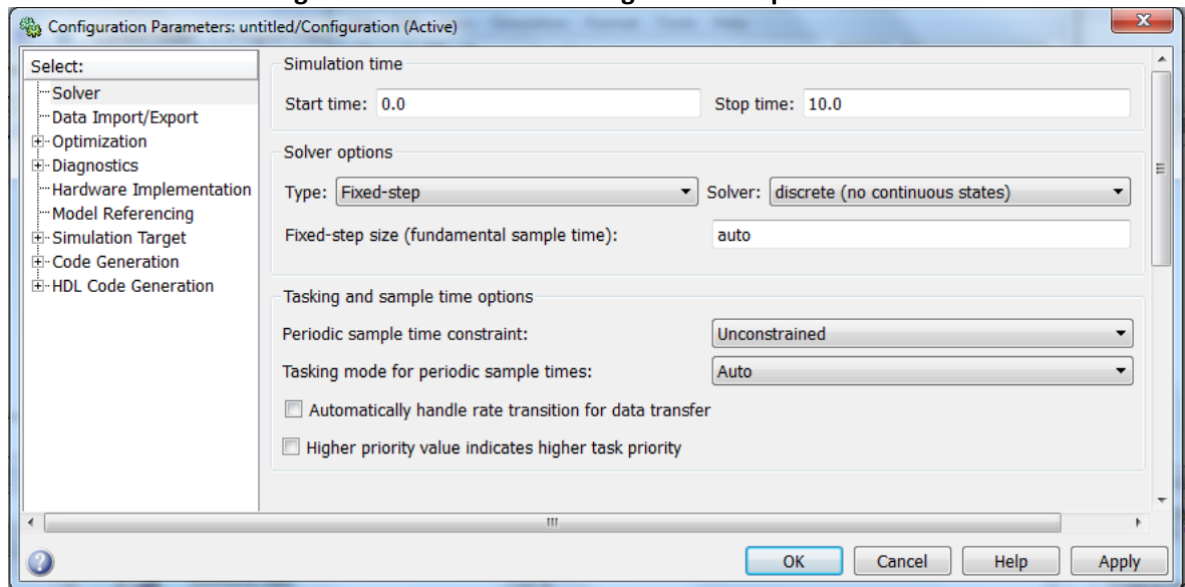 Configuration Parameters: untitled/Configuration (Active)
Select:
Solver
Data Import/Export
Optimization
Diagnostics
Hardware Implementation
Model Referencing
Simulation Target
Code Generation
HDL Code Generation
Simulation time
Start time: 0.0 Stop time: 10.0
Solver options
Type: Fixed-step Solver: discrete (no continuous states)
Fixed-step size (fundamental sample time): auto
Tasking and sample time options
Periodic sample time constraint: Unconstrained
Tasking mode for periodic sample times: Auto
Automatically handle rate transition for data transfer
Higher priority value indicates higher task priority
OK Cancel Help Apply